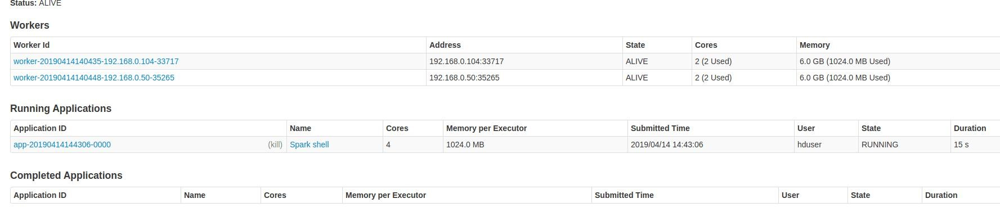 Status: ALIVE
Workers
Worker Id Address State Cores Memory
worker-20190414140435-192.168.0.104-33717 192.168.0.104:33717 ALIVE 2 (2 Used) 6.0 GB (1024.0 MB Used)
worker-20190414140448-192.168.0.50-35265 192.168.0.50:35265 ALIVE 2 (2 Used) 6.0 GB (1024.0 MB Used)
Running Applications
Application ID Name Cores Memory per Executor Submitted Time User State Duration
app-20190414144306-0000 (kill) Spark shell 4 1024.0 MB 2019/04/14 14:43:06 hduser RUNNING 15 s
Completed Applications
Application ID Name Cores Memory per Executor Submitted Time User State Duration